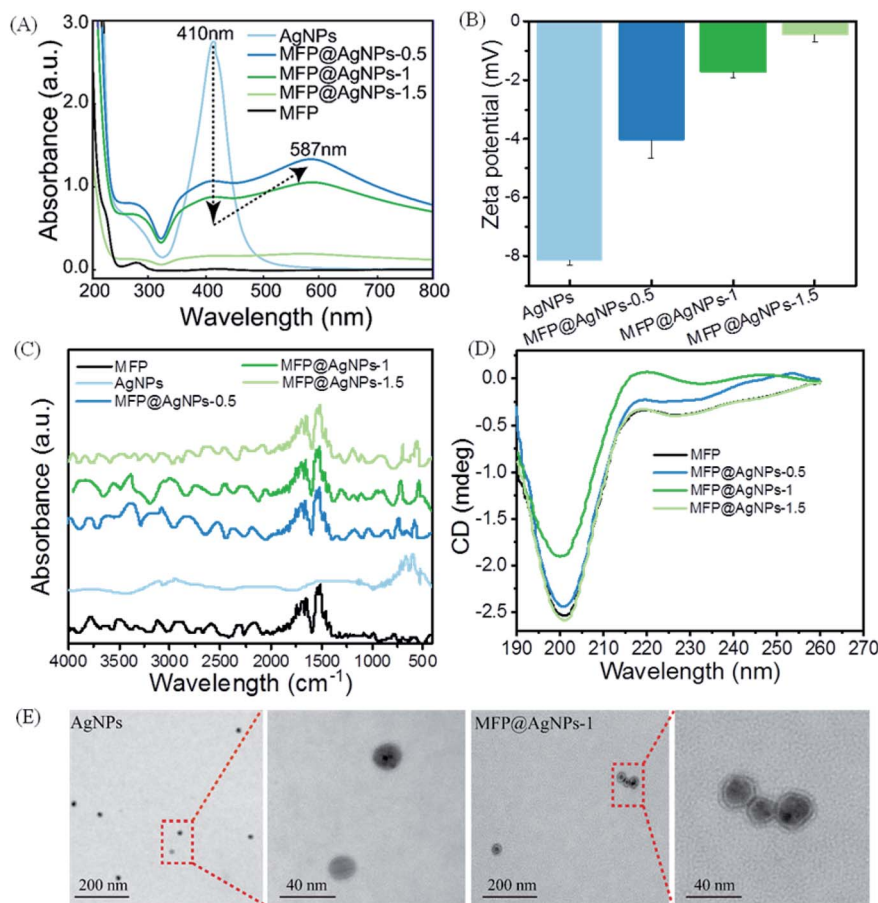 (A)
Absorbance (a.u.)
3.0
2.0
1.0
0.0
410nm
587nm
AgNPs
MFP@AgNPs-0.5
MFP@AgNPs-1
MFP@AgNPs-1.5
MFP
200 300 400 500 600 700 800
Wavelength (nm)
(B)
Zeta potential (mV)
0
-2
-4
-6
-8
AgNPs
MFP@AgNPs-0.5
MFP@AgNPs-1
MFP@AgNPs-1.5
(C)
Absorbance (a.u.)
MFP
AgNPs
MFP@AgNPs-0.5
MFP@AgNPs-1
MFP@AgNPs-1.5
4000 3500 3000 2500 2000 1500 1000 500
Wavelength (cm-1)
(D)
CD (mdeg)
0.0
-0.5
-1.0
-1.5
-2.0
-2.5
MFP
MFP@AgNPs-0.5
MFP@AgNPs-1
MFP@AgNPs-1.5
190 200 210 220 230 240 250 260 270
Wavelength (nm)
(E)
AgNPs
200 nm
40 nm
MFP@AgNPs-1
200 nm
40 nm